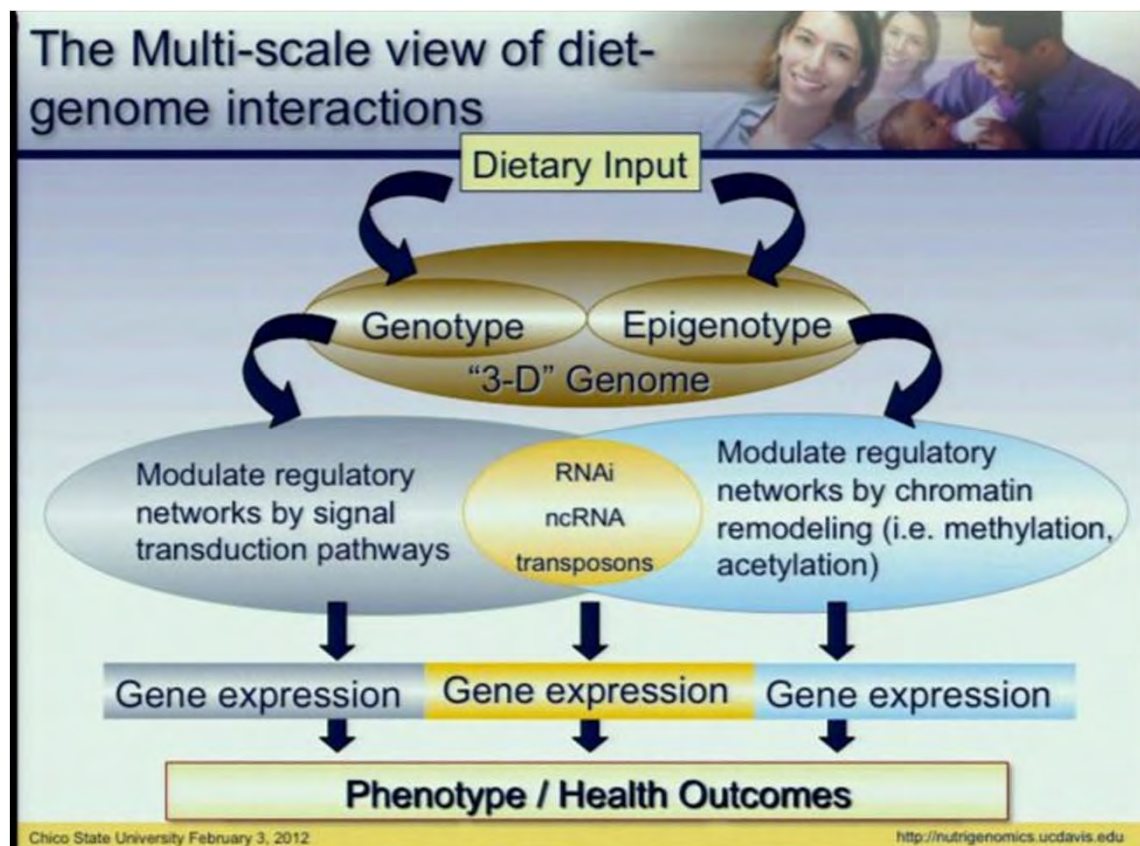 The Multi-scale view of diet-
genome interactions
Dietary Input
Genotype
Epigenotype
"3-D" Genome
Modulate regulatory
networks by signal
transduction pathways
RNAi
ncRNA
transposons
Modulate regulatory
networks by chromatin
remodeling (i.e. methylation,
acetylation)
Gene expression
Gene expression
Gene expression
Phenotype / Health Outcomes
Chico State University February 3, 2012
http://nutrigenomics.ucdavis.edu